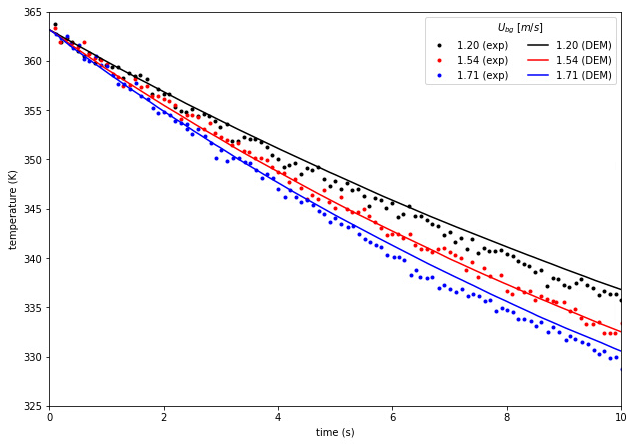 365
360
355
350
345
340
335
330
325
temperature (K)
U_bg [m/s]
1.20 (exp) 1.20 (DEM)
1.54 (exp) 1.54 (DEM)
1.71 (exp) 1.71 (DEM)
0 2 4 6 8 10
time (s)